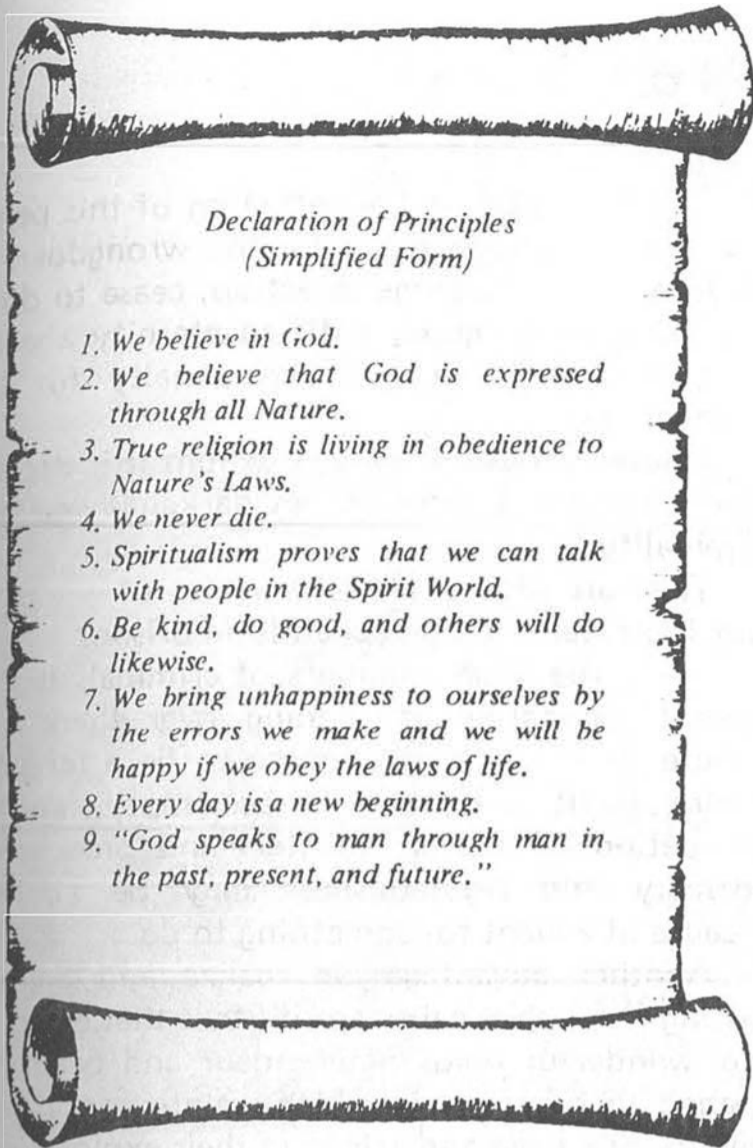 Declaration of Principles
(Simplified Form)
1. We believe in God.
2. We believe that God is expressed
through all Nature.
3. True religion is living in obedience to
Nature's Laws.
4. We never die.
5. Spiritualism proves that we can talk
with people in the Spirit World.
6. Be kind, do good, and others will do
likewise.
7. We bring unhappiness to ourselves by
the errors we make and we will be
happy if we obey the laws of life.
8. Every day is a new beginning.
9. "God speaks to man through man in
the past, present, and future."